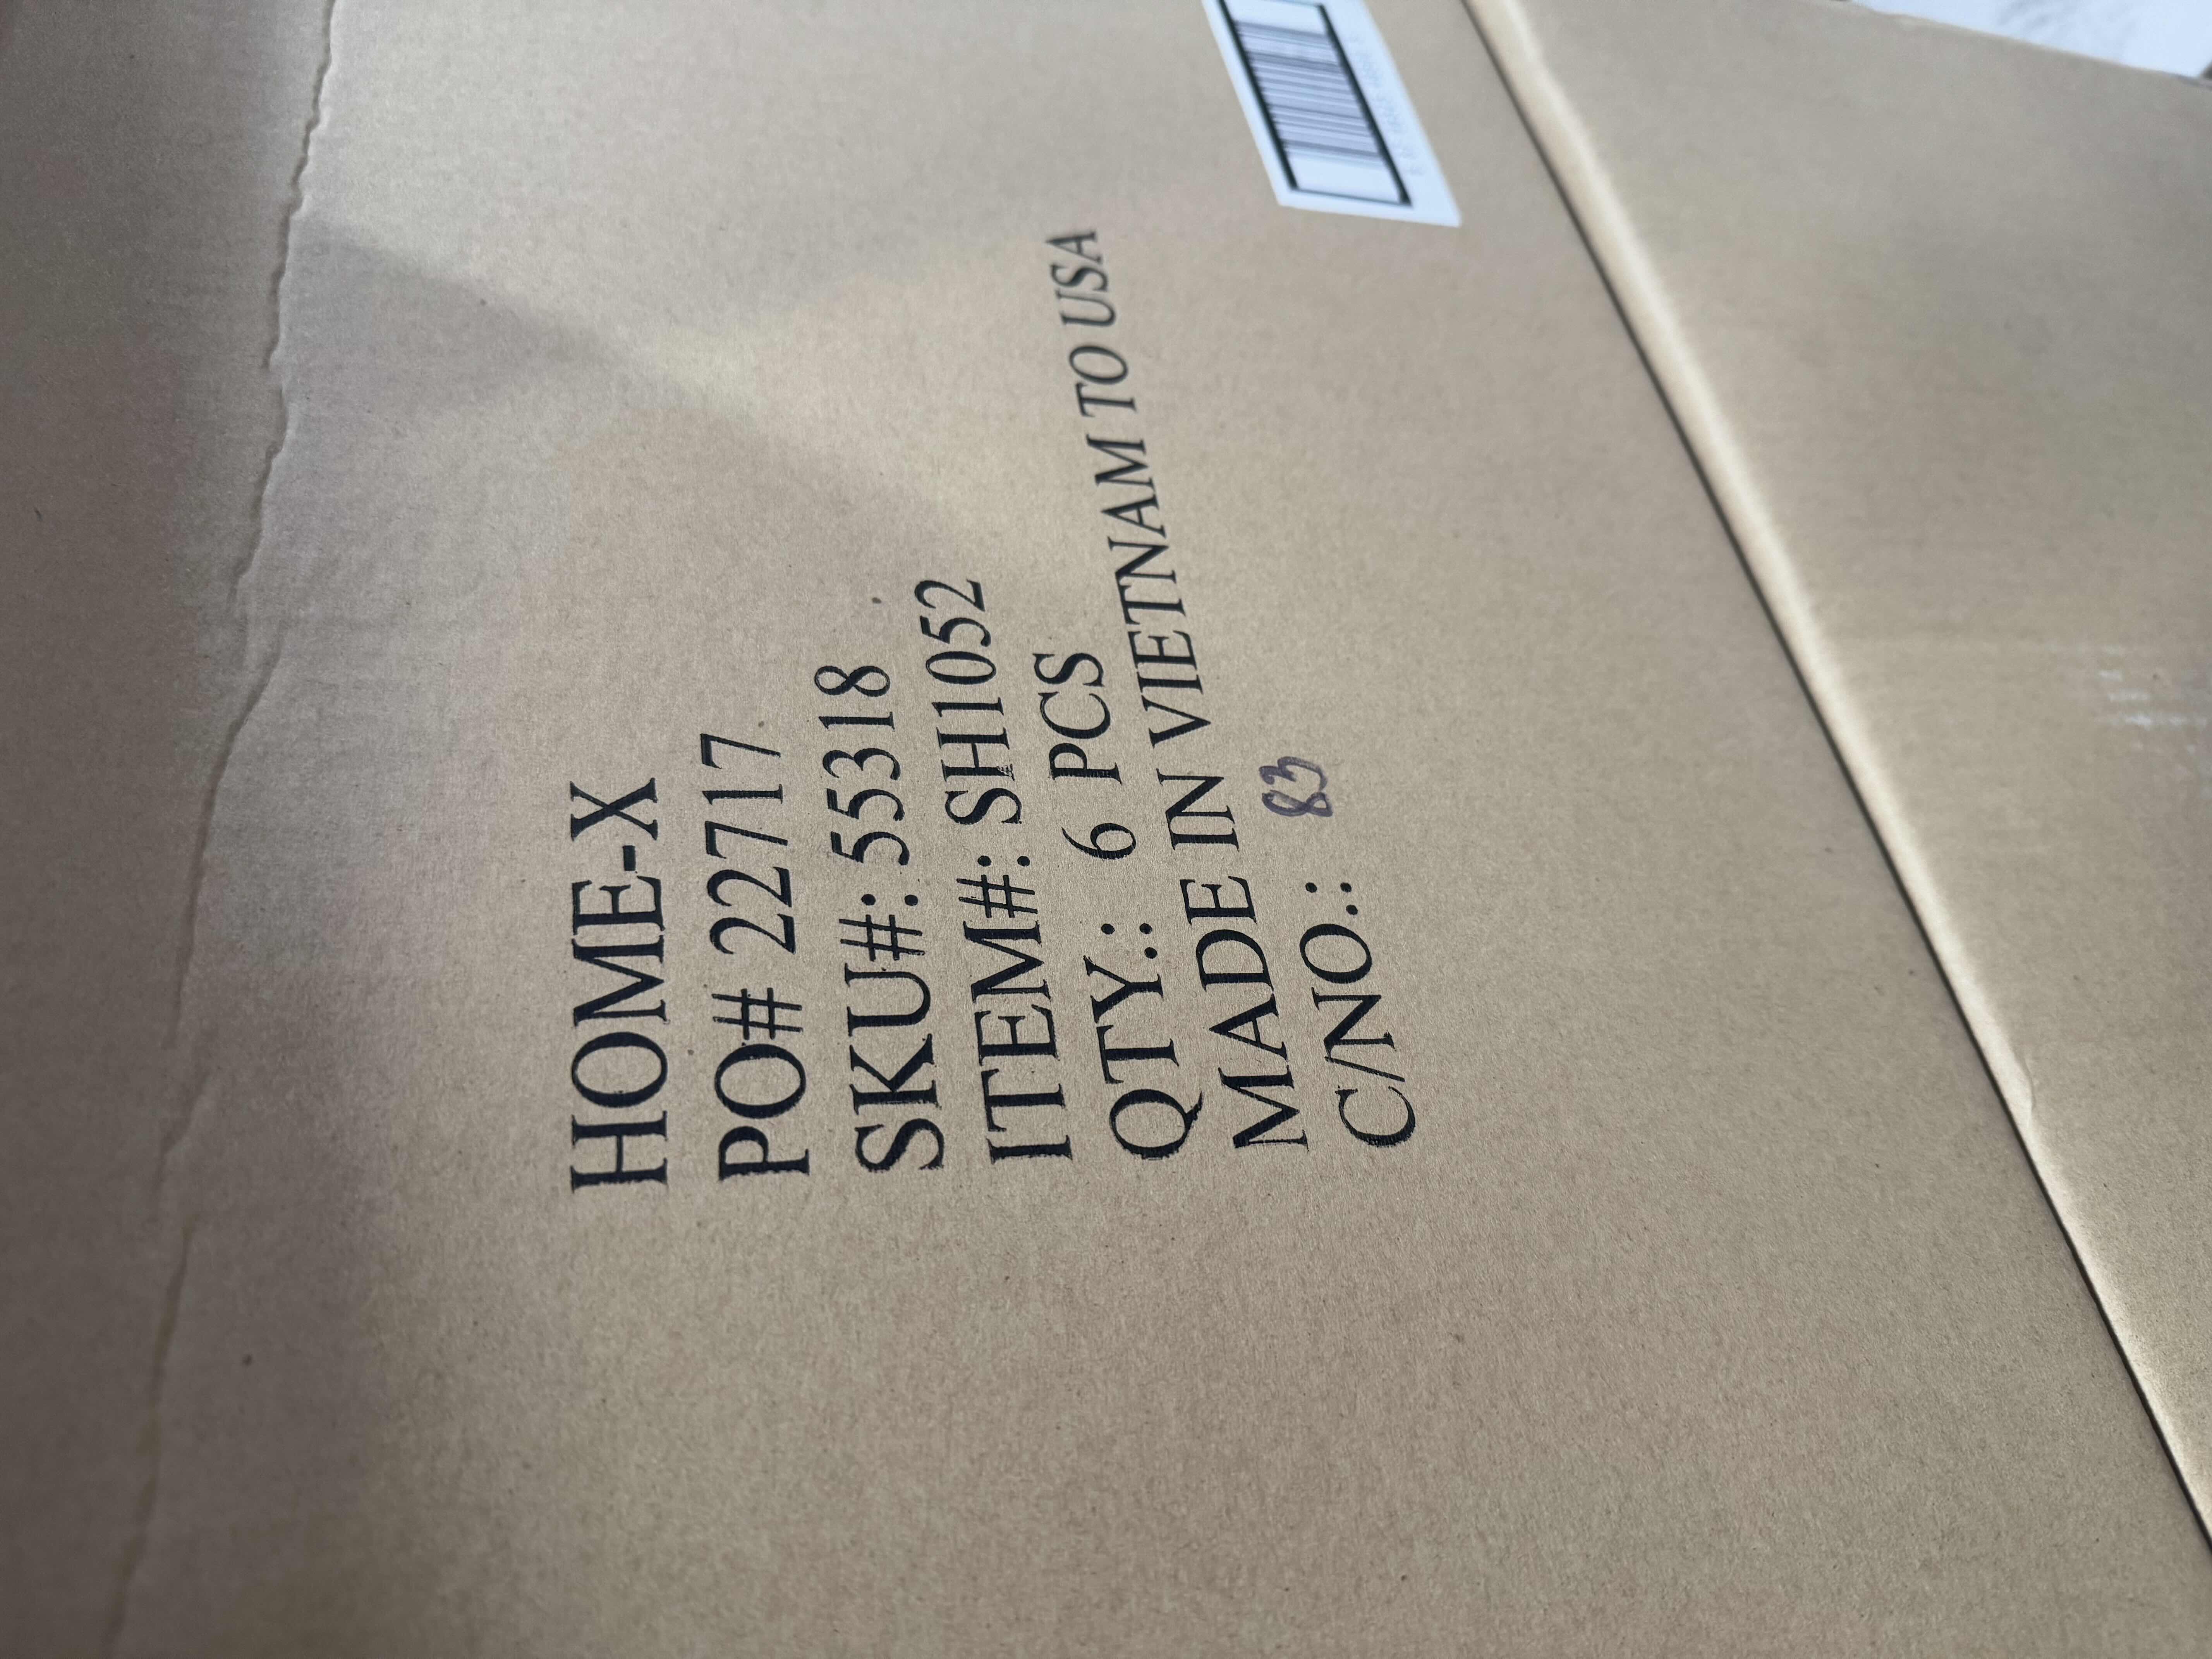 HOME-X
PO# 22717
SKU#: 55318
ITEM#: SH1052
QTY.: 6 PCS
MADE IN VIETNAM TO USA
C/NO.: 83